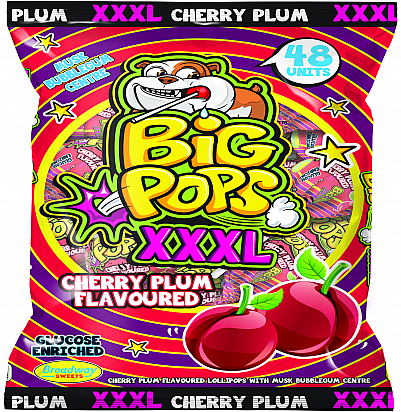 PLUM XXXL CHERRY PLUM XXXL
MUSK
BUBBLEGUM
CENTRE
48
UNITS
BIG
POPS
XXXL
CHERRY PLUM
FLAVOURED
GLUCOSE
ENRICHED
Broadway
SWEETS
CHERRY PLUM FLAVOURED LOLLIPOPS WITH MUSK BUBBLEGUM CENTRE
PLUM XXXL CHERRY PLUM XXXL